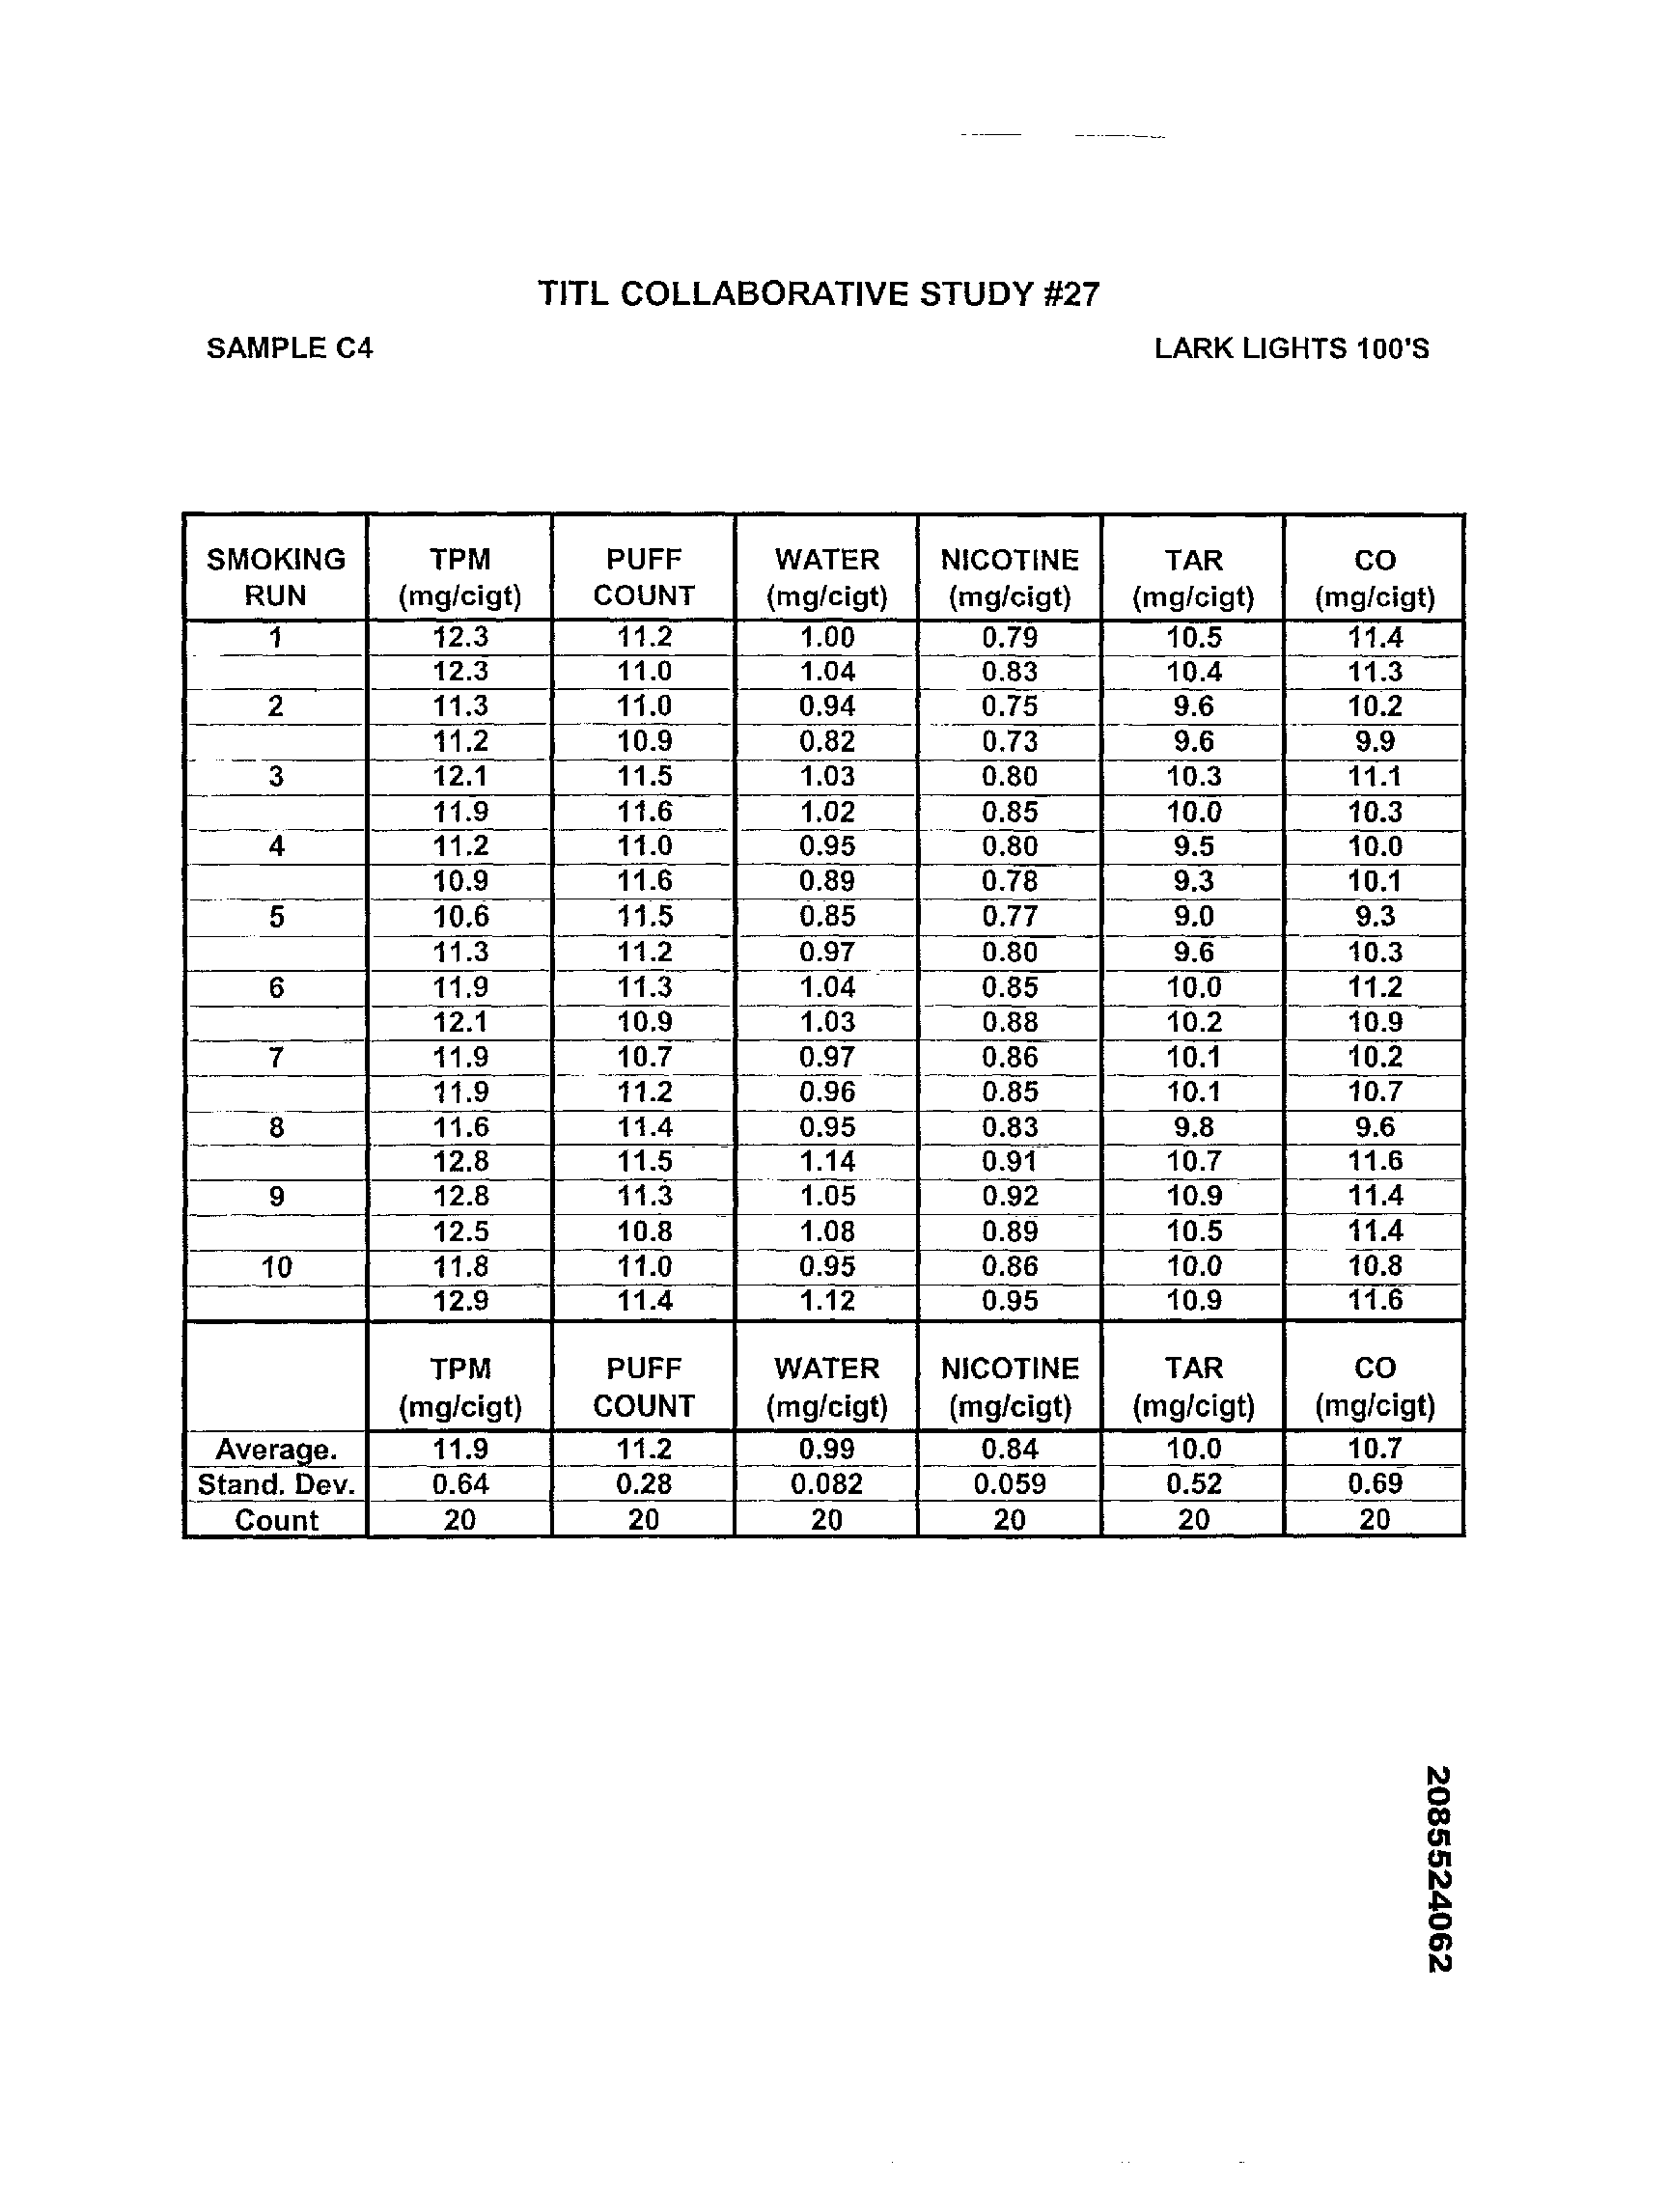 TITL COLLABORATIVE STUDY #27
SAMPLE C4 LARK LIGHTS 100'S
SMOKING TPM PUFF WATER NICOTINE TAR CO
RUN (mg/cigt) COUNT (mg/cigt) (mg/cigt) (mg/cigt) (mg/cigt)
1 12.3 11.2 1.00 0.79 10.5 11.4
12.3 11.0 1.04 0.83 10.4 11.3
2 11.3 11.0 0.94 0.75 9.6 10.2
11.2 10.9 0.82 0.73 9.6 9.9
3 12.1 11.5 1.03 0.80 10.3 11.1
11.9 11.6 1.02 0.85 10.0 10.3
4 11.2 11.0 0.95 0.80 9.5 10.0
10.9 11.6 0.89 0.78 9.3 10.1
5 10.6 11.5 0.85 0.77 9.0 9.3
11.3 11.2 0.97 0.80 9.6 10.3
6 11.9 11.3 1.04 0.85 10.0 11.2
12.1 10.9 1.03 0.88 10.2 10.9
7 11.9 10.7 0.97 0.86 10.1 10.2
11.9 11.2 0.96 0.85 10.1 10.7
8 11.6 11.4 0.95 0.83 9.8 9.6
12.8 11.5 1.14 0.91 10.7 11.6
9 12.8 11.3 1.05 0.92 10.9 11.4
12.5 10.8 1.08 0.89 10.5 11.4
10 11.8 11.0 0.95 0.86 10.0 10.8
12.9 11.4 1.12 0.95 10.9 11.6
TPM PUFF WATER NICOTINE TAR CO
(mg/cigt) COUNT (mg/cigt) (mg/cigt) (mg/cigt) (mg/cigt)
Average. 11.9 11.2 0.99 0.84 10.0 10.7
Stand. Dev. 0.64 0.28 0.082 0.059 0.52 0.69
Count 20 20 20 20 20 20
2085524062